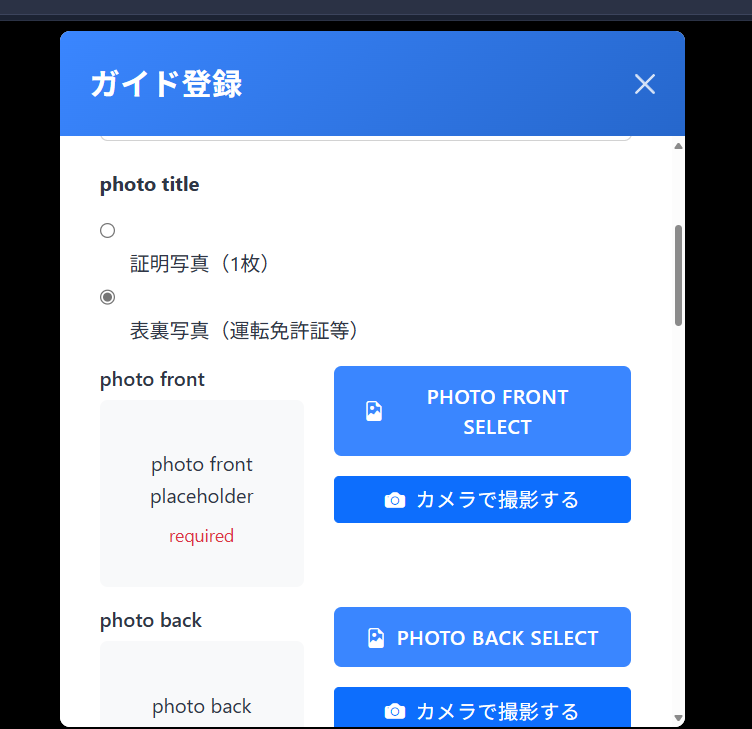 ガイド登録
photo title
証明写真（1枚）
表裏写真（運転免許証等）
photo front
PHOTO FRONT
SELECT
photo front
placeholder
required
カメラで撮影する
photo back
PHOTO BACK SELECT
photo back
カメラで撮影する